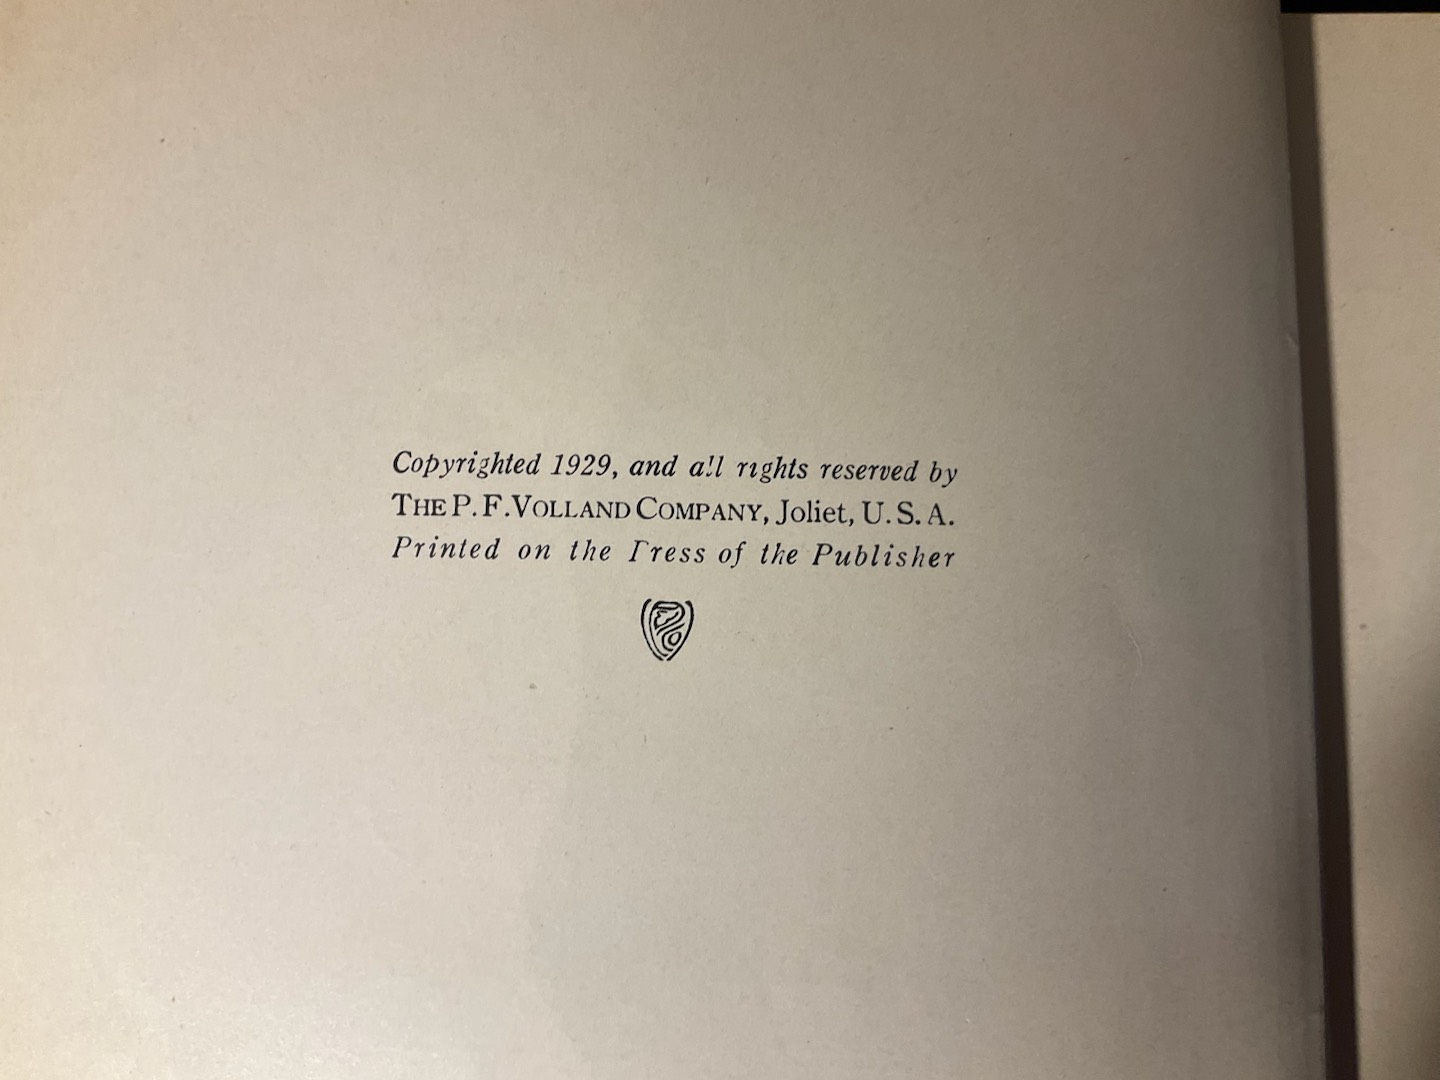 Copyrighted 1929, and all rights reserved by
THE P. F. VOLLAND COMPANY, Joliet, U. S. A.
Printed on the Press of the Publisher